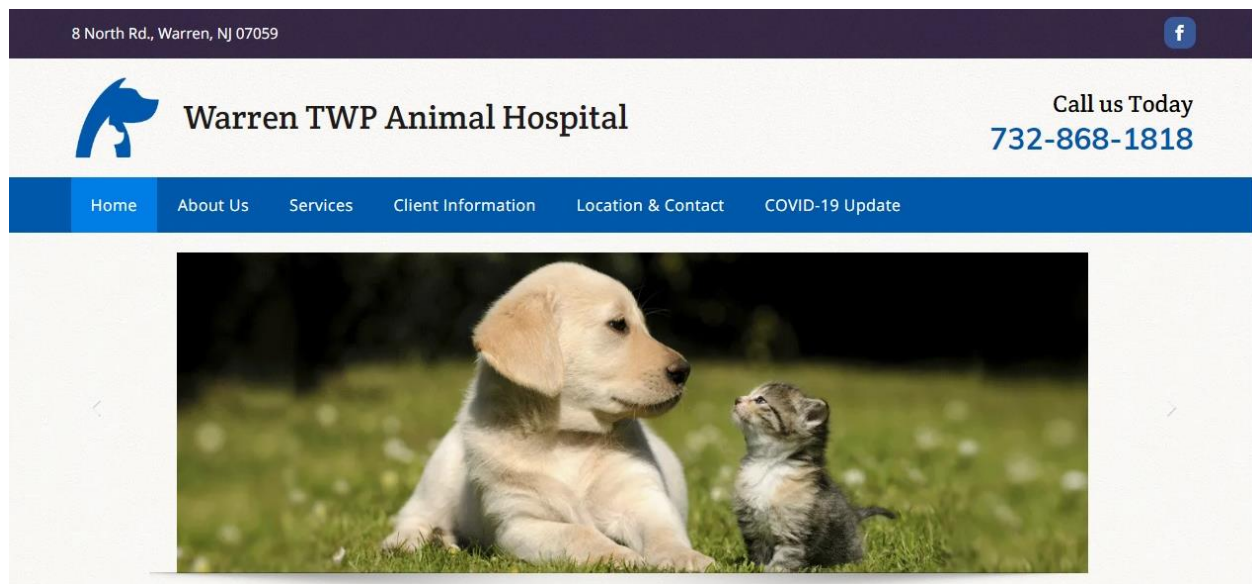 8 North Rd., Warren, NJ 07059
f
Warren TWP Animal Hospital
Call us Today
732-868-1818
Home About Us Services Client Information Location & Contact COVID-19 Update